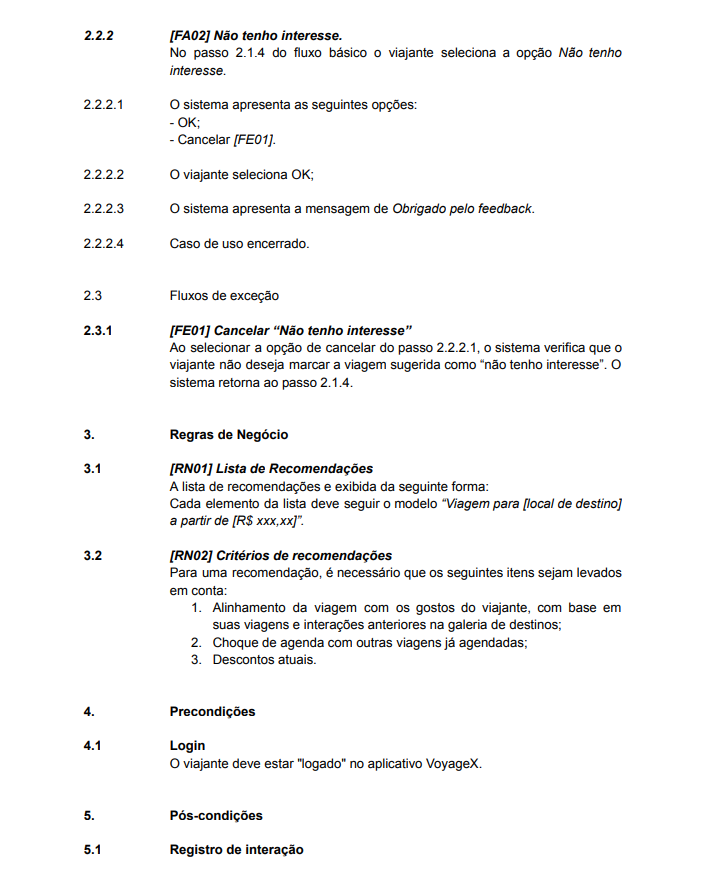 2.2.2 [FA02] Não tenho interesse.
No passo 2.1.4 do fluxo básico o viajante seleciona a opção Não tenho
interesse.
2.2.2.1 O sistema apresenta as seguintes opções:
- OK;
- Cancelar [FE01].
2.2.2.2 O viajante seleciona OK;
2.2.2.3 O sistema apresenta a mensagem de Obrigado pelo feedback.
2.2.2.4 Caso de uso encerrado.
2.3 Fluxos de exceção
2.3.1 [FE01] Cancelar “Não tenho interesse”
Ao selecionar a opção de cancelar do passo 2.2.2.1, o sistema verifica que o
viajante não deseja marcar a viagem sugerida como “não tenho interesse”. O
sistema retorna ao passo 2.1.4.
3. Regras de Negócio
3.1 [RN01] Lista de Recomendações
A lista de recomendações e exibida da seguinte forma:
Cada elemento da lista deve seguir o modelo “Viagem para [local de destino]
a partir de [R$ xxx,xx]”.
3.2 [RN02] Critérios de recomendações
Para uma recomendação, é necessário que os seguintes itens sejam levados
em conta:
1. Alinhamento da viagem com os gostos do viajante, com base em
suas viagens e interações anteriores na galeria de destinos;
2. Choque de agenda com outras viagens já agendadas;
3. Descontos atuais.
4. Precondições
4.1 Login
O viajante deve estar "logado" no aplicativo VoyageX.
5. Pós-condições
5.1 Registro de interação